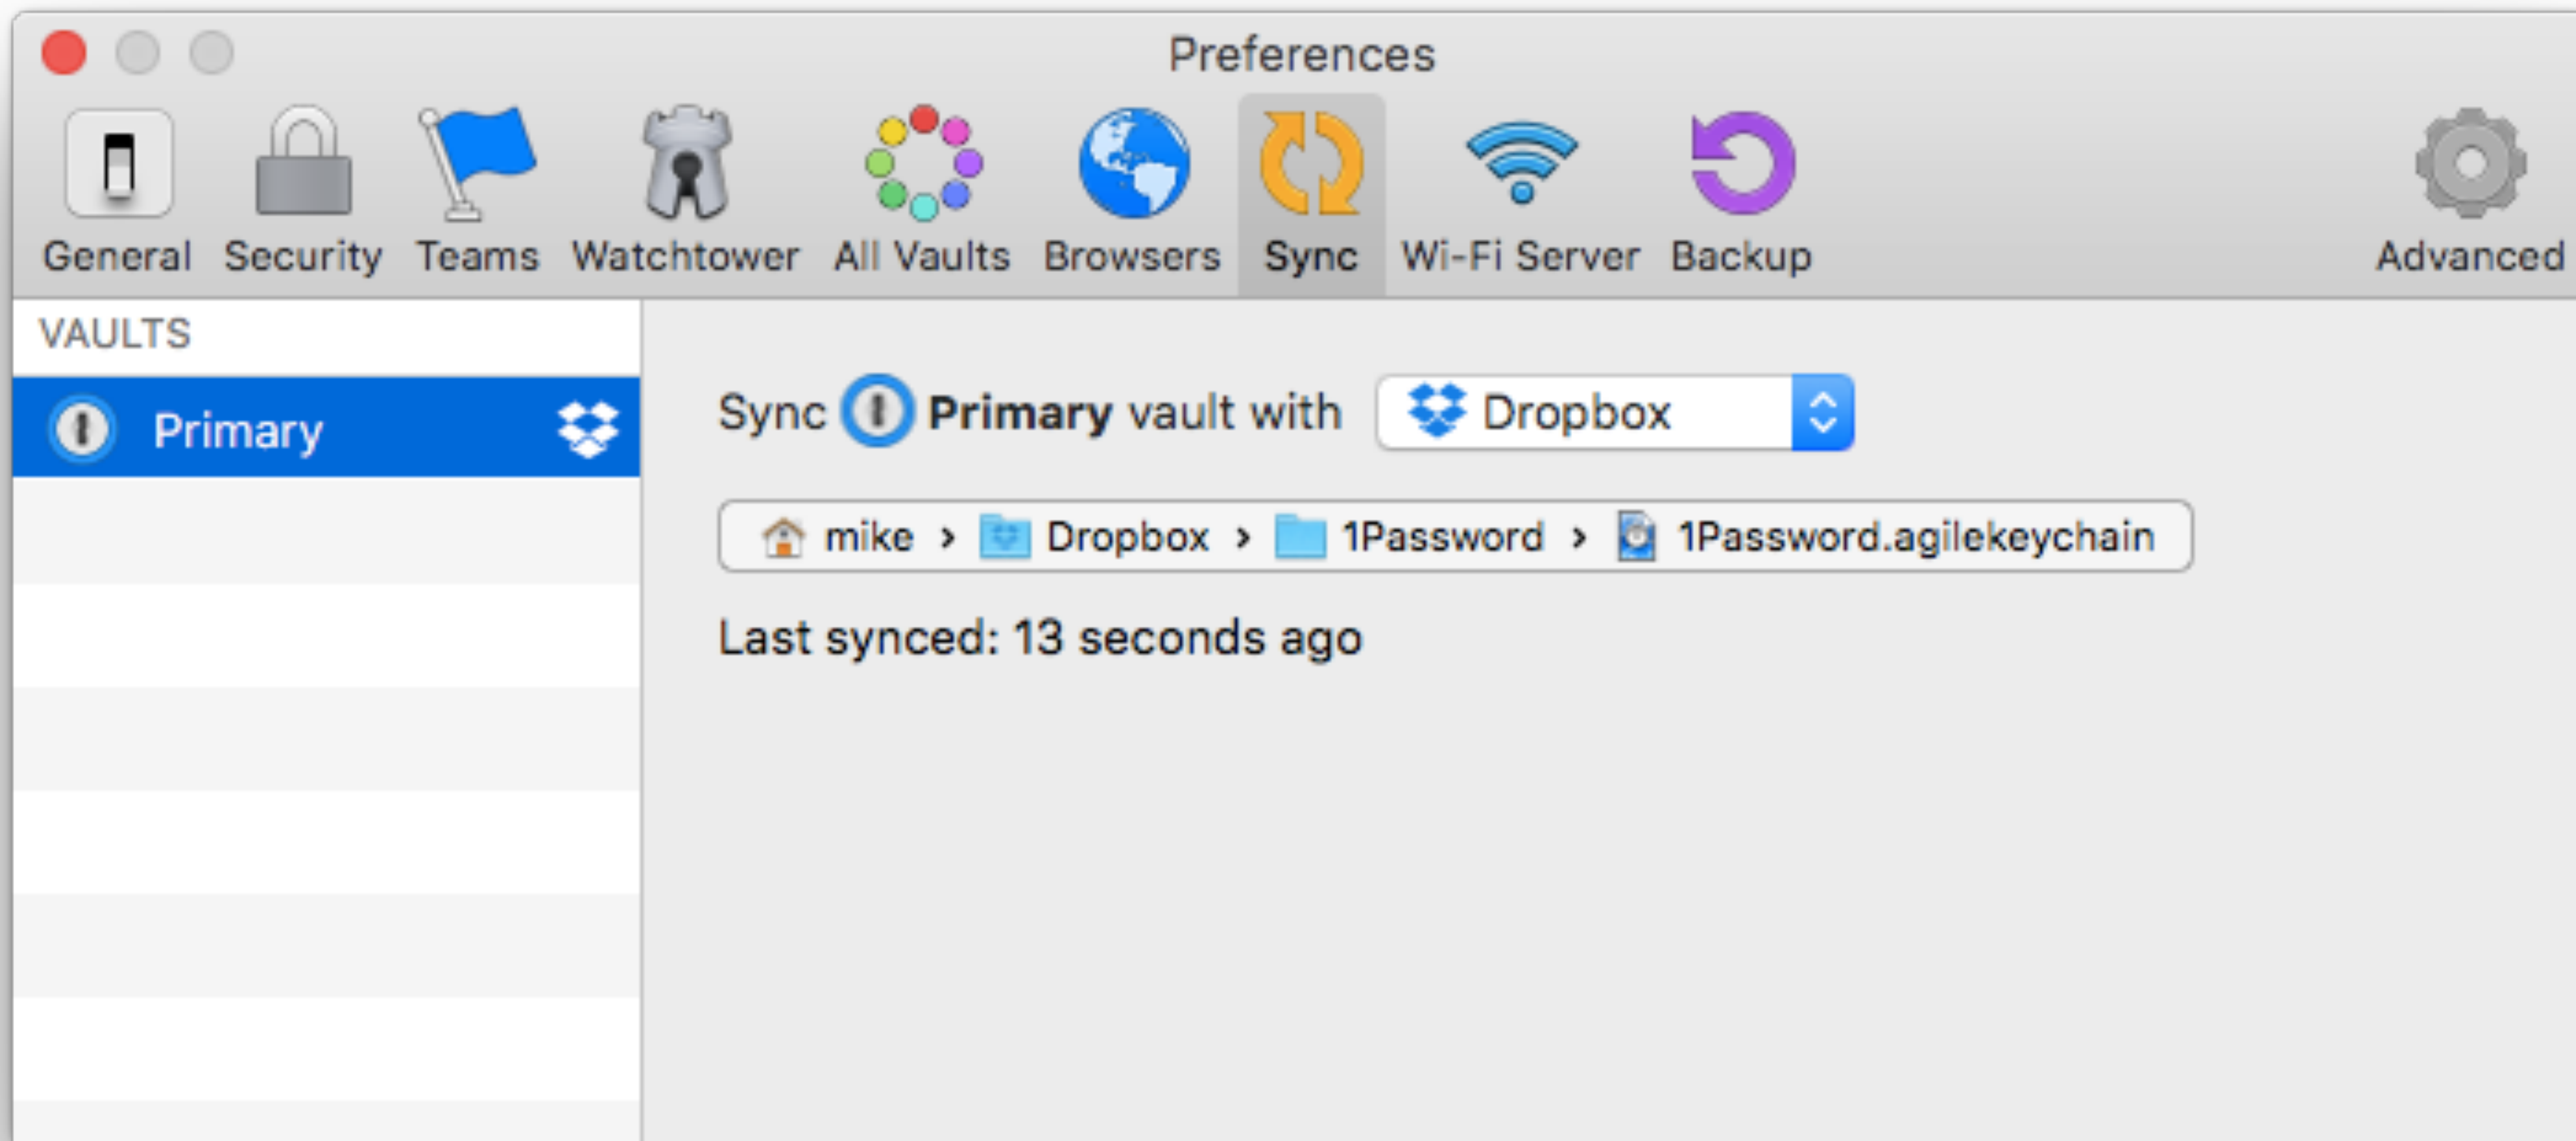 Preferences
General Security Teams Watchtower All Vaults Browsers Sync Wi-Fi Server Backup Advanced
VAULTS
Primary
Sync Primary vault with Dropbox
mike › Dropbox › 1Password › 1Password.agilekeychain
Last synced: 13 seconds ago